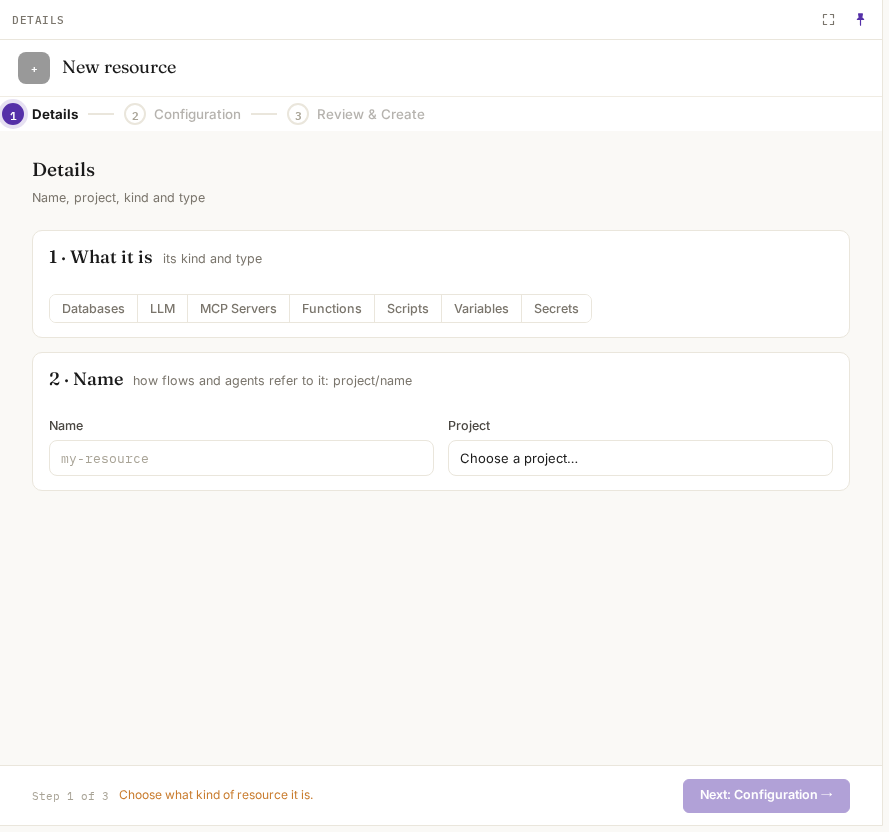 DETAILS
+ New resource
1 Details 2 Configuration 3 Review & Create
Details
Name, project, kind and type
1 · What it is its kind and type
Databases LLM MCP Servers Functions Scripts Variables Secrets
2 · Name how flows and agents refer to it: project/name
Name Project
my-resource Choose a project...
Step 1 of 3 Choose what kind of resource it is. Next: Configuration →